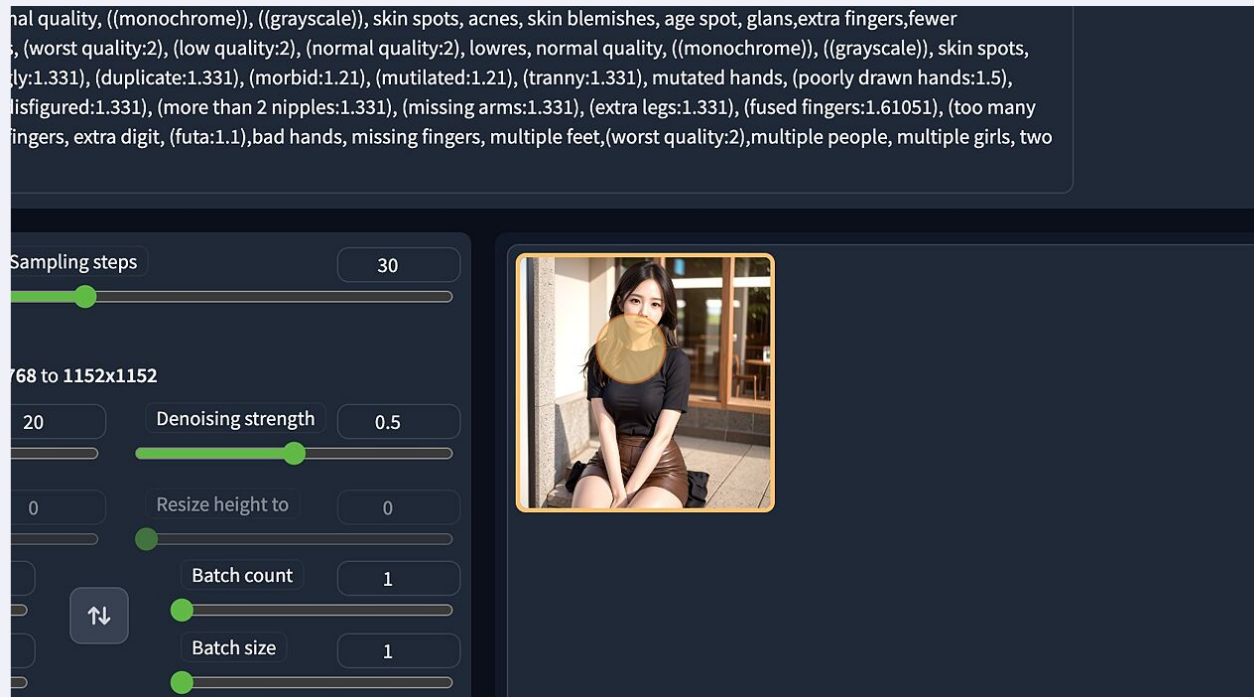 nal quality, ((monochrome)), ((grayscale)), skin spots, acnes, skin blemishes, age spot, glans,extra fingers,fewer
, (worst quality:2), (low quality:2), (normal quality:2), lowres, normal quality, ((monochrome)), ((grayscale)), skin spots,
ly:1.331), (duplicate:1.331), (morbid:1.21), (mutilated:1.21), (tranny:1.331), mutated hands, (poorly drawn hands:1.5),
isfigured:1.331), (more than 2 nipples:1.331), (missing arms:1.331), (extra legs:1.331), (fused fingers:1.61051), (too many
ingers, extra digit, (futa:1.1),bad hands, missing fingers, multiple feet,(worst quality:2),multiple people, multiple girls, two
Sampling steps 30
768 to 1152x1152
20 Denoising strength 0.5
0 Resize height to 0
Batch count 1
Batch size 1